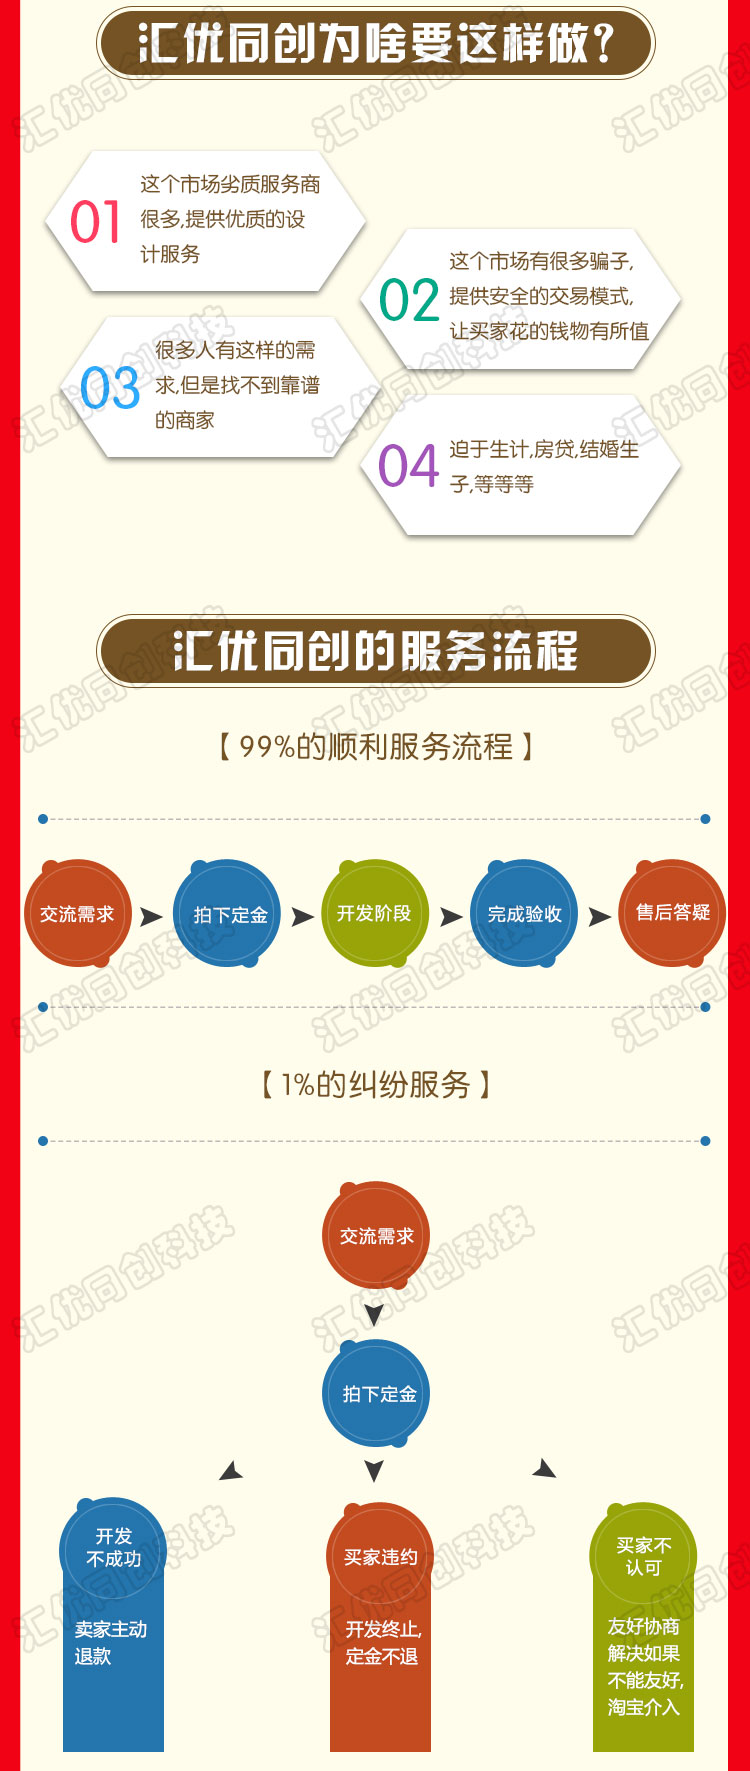 汇优同创为啥要这样做?
01
这个市场劣质服务商
很多,提供优质的设
计服务
02
这个市场有很多骗子,
提供安全的交易模式,
让买家花的钱物有所值
03
很多人有这样的需
求,但是找不到靠谱
的商家
04
迫于生计,房贷,结婚生
子,等等等
汇优同创的服务流程
【99%的顺利服务流程】
交流需求
拍下定金
开发阶段
完成验收
售后答疑
【1%的纠纷服务】
交流需求
拍下定金
开发
不成功
卖家主动
退款
买家违约
开发终止,
定金不退
买家不
认可
友好协商
解决如果
不能友好,
淘宝介入
汇优同创科技